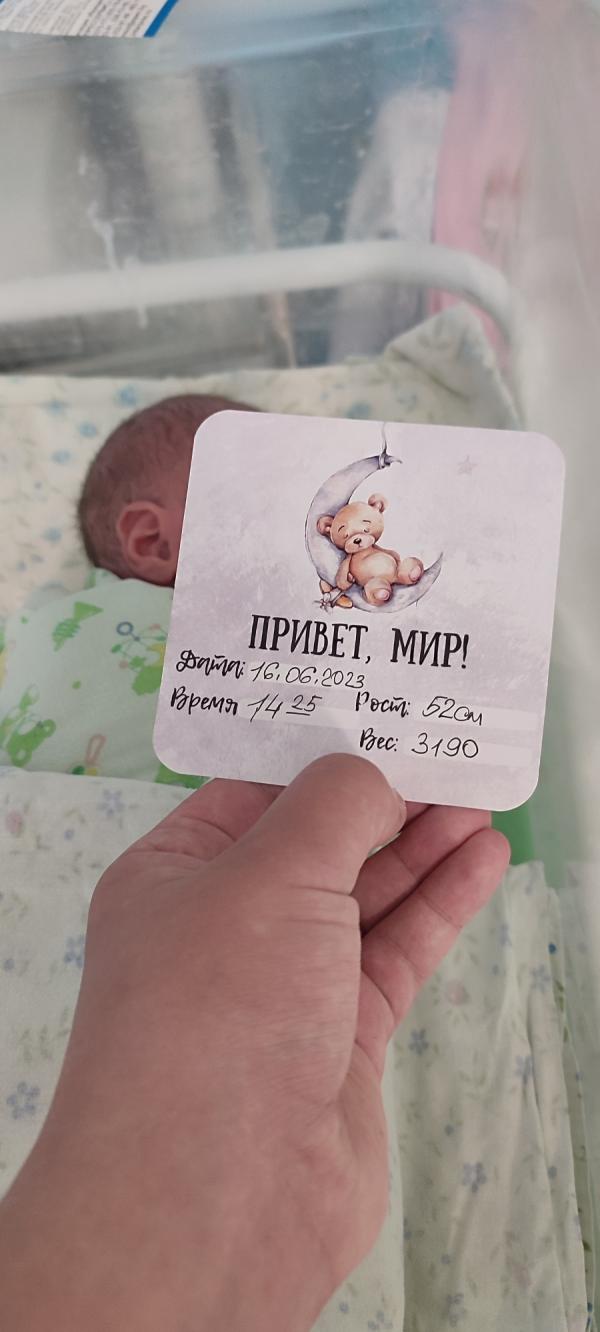 ПРИВЕТ, МИР!
Дата: 16.06.2023
Время 14 25 Рост: 52см
Вес: 3190